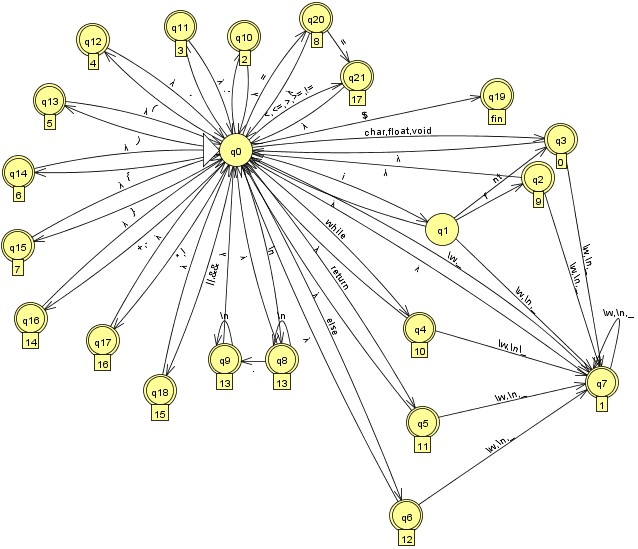 q20
8
q11
3
q10
2
q12
4
=
q21
17
=
<,<=,>,>=,!=
λ
q19
fin
$
q13
5
λ (
λ ;
λ
char,float,void
q3
0
λ )
q14
6
λ
λ
q2
9
i
λ
nt
f
λ {
q1
q15
7
λ }
+,-
λ
*,/
λ
||,&&
λ
λ
\n
while
λ
return
\w,_
λ
\w,\n,_
\w,\n,_
\w,\n
q16
14
q17
16
else
λ
λ
q4
10
\w,\n,_
\n
\n
q9
13
.
q8
13
\w,\n,_
q7
1
q18
15
q5
11
\w,\n,_
\w,\n,_
q6
12
q0